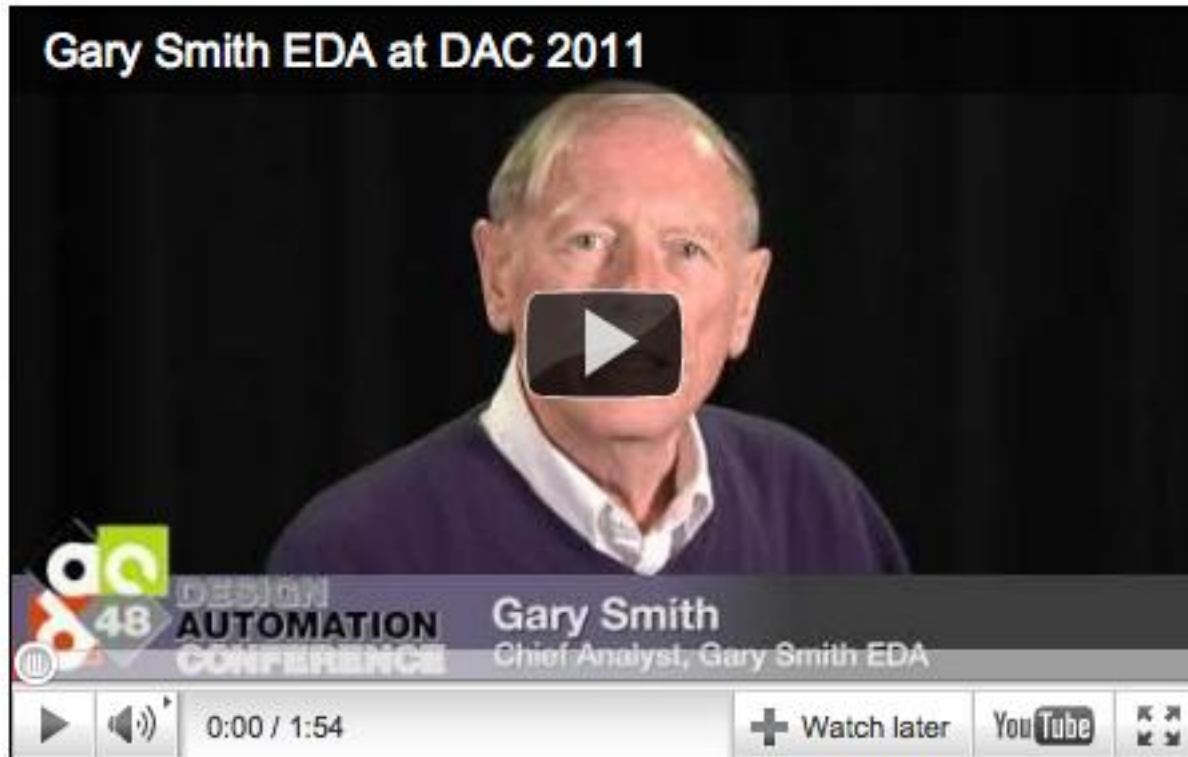 Gary Smith EDA at DAC 2011
dac
48
DESIGN
AUTOMATION
CONFERENCE
Gary Smith
Chief Analyst, Gary Smith EDA
0:00 / 1:54
Watch later
YouTube